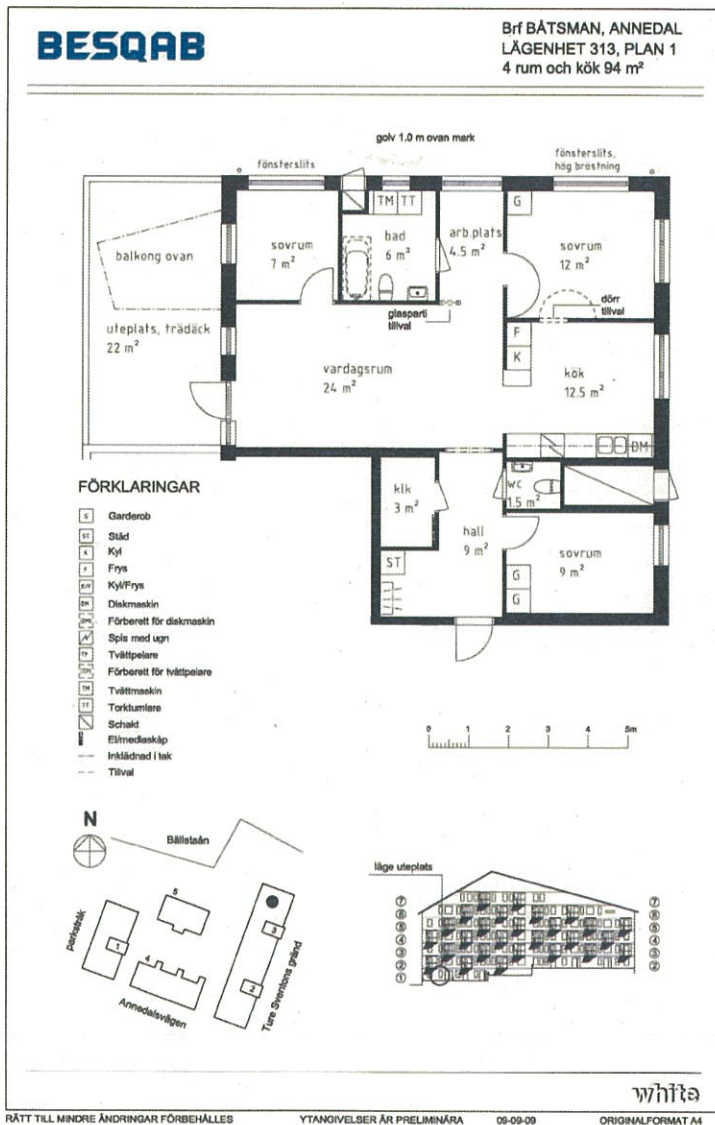 BESQAB
Brf BÅTSMAN, ANNEDAL
LÄGENHET 313, PLAN 1
4 rum och kök 94 m²
golv 1.0 m ovan mark
fönsterslits
fönsterslits,
hög bröstning
balkong ovan
uteplats, trädäck
22 m²
sovrum
7 m²
TM TT
bad
6 m²
arb.plats
4.5 m²
G
sovrum
12 m²
glasparti
tillval
dörr
tillval
vardagsrum
24 m²
F
K
kök
12.5 m²
DM
klk
3 m²
wc
1.5 m²
hall
9 m²
ST
sovrum
9 m²
G
G
FÖRKLARINGAR
G Garderob
ST Städ
K Kyl
F Frys
K/F Kyl/Frys
DM Diskmaskin
DM Förberett för diskmaskin
Spis med ugn
TP Tvättpelare
Förberett för tvättpelare
TM Tvättmaskin
TT Torktumlare
Schakt
El/mediaskåp
Inklädnad i tak
Tillval
0 1 2 3 4 5m
N
Bällstaån
parkstråk
1
5
4
3
2
Annedalsvägen
Ture Sventons gränd
läge uteplats
7 7
6 6
5 5
4 4
3 3
2 2
1
white
RÄTT TILL MINDRE ÄNDRINGAR FÖRBEHÅLLES YTANGIVELSER ÄR PRELIMINÄRA 09-09-09 ORIGINALFORMAT A4